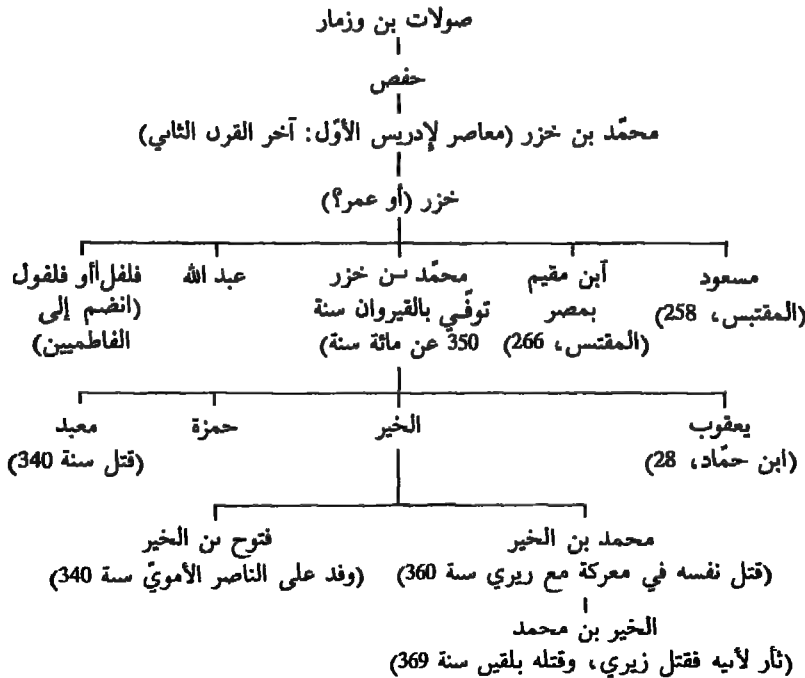 صولات بن وزمار
حفص
محمّد بن خزر (معاصر لإدريس الأوّل: آخر القرن الثاني)
خزر (أو عمر؟)
مسعود
(المقتبس، 258)
آبن مقيم
بمصر
(المقتبس، 266)
محمّد بن خزر
توفّي بالقيروان سنة
350 عن مائة سنة)
عبد الله
فلفل أأو فلفول
(انضم إلى
الفاطميين)
يعقوب
(ابن حمّاد، 28)
الخير
حمزة
معبد
(قتل سنة 340)
محمد بن الخير
(قتل نفسه في معركة مع ريري سنة 360)
فتوح بن الخير
(وفد على الناصر الأمويّ سنة 340)
الخير بن محمد
(ثأر لأبيه فقتل زيري، وقتله بلقين سنة 369)